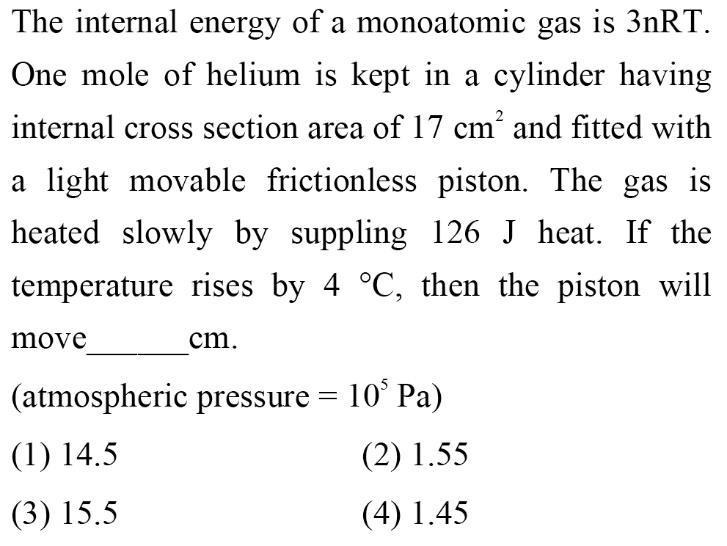 The internal energy of a monoatomic gas is 3nRT.
One mole of helium is kept in a cylinder having
internal cross section area of 17 cm² and fitted with
a light movable frictionless piston. The gas is
heated slowly by suppling 126 J heat. If the
temperature rises by 4 °C, then the piston will
move______cm.
(atmospheric pressure = 10⁵ Pa)
(1) 14.5 (2) 1.55
(3) 15.5 (4) 1.45